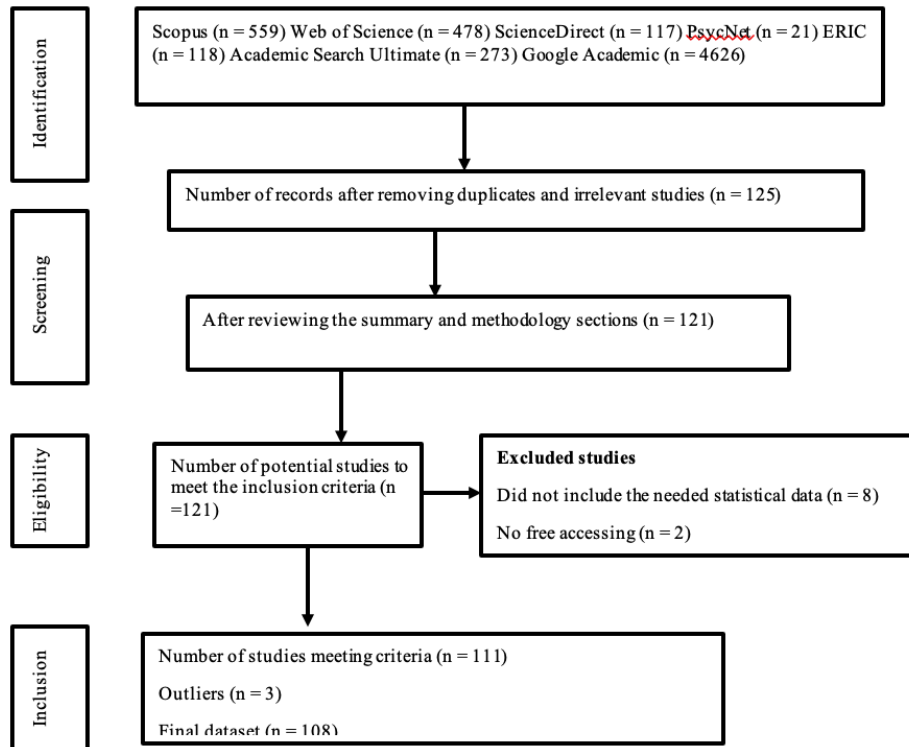 Identification
Scopus (n = 559) Web of Science (n = 478) ScienceDirect (n = 117) PsycNet (n = 21) ERIC
(n = 118) Academic Search Ultimate (n = 273) Google Academic (n = 4626)
Number of records after removing duplicates and irrelevant studies (n = 125)
Screening
After reviewing the summary and methodology sections (n = 121)
Eligibility
Number of potential studies to
meet the inclusion criteria (n
=121)
Excluded studies
Did not include the needed statistical data (n = 8)
No free accessing (n = 2)
Inclusion
Number of studies meeting criteria (n = 111)
Outliers (n = 3)
Final dataset (n = 108)